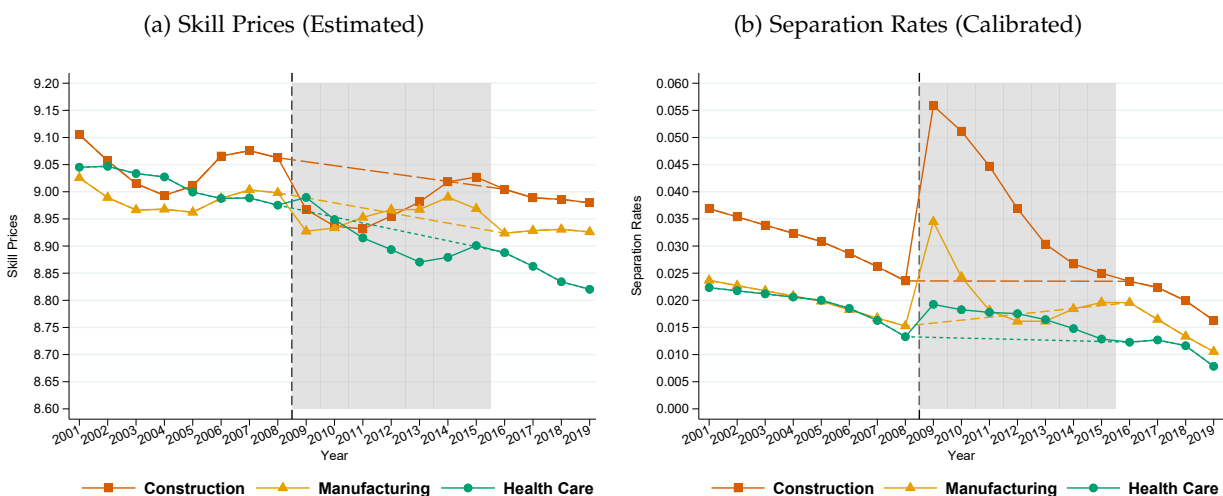 (a) Skill Prices (Estimated)
9.20
9.15
9.10
9.05
9.00
8.95
8.90
8.85
8.80
8.75
8.70
8.65
8.60
Skill Prices
2001 2002 2003 2004 2005 2006 2007 2008 2009 2010 2011 2012 2013 2014 2015 2016 2017 2018 2019
Year
Construction Manufacturing Health Care
(b) Separation Rates (Calibrated)
0.060
0.055
0.050
0.045
0.040
0.035
0.030
0.025
0.020
0.015
0.010
0.005
0.000
Separation Rates
2001 2002 2003 2004 2005 2006 2007 2008 2009 2010 2011 2012 2013 2014 2015 2016 2017 2018 2019
Year
Construction Manufacturing Health Care